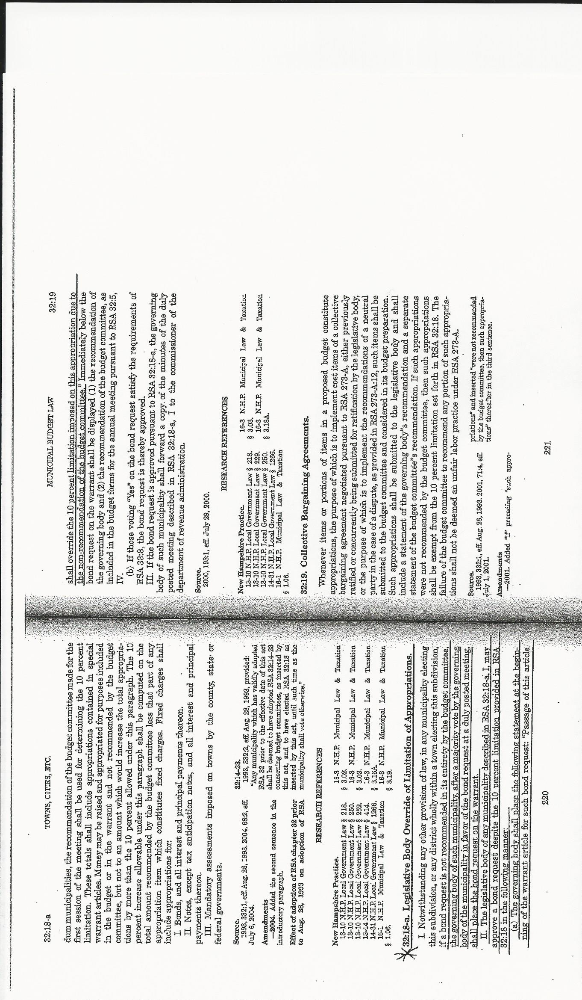 32:18-a TOWNS, CITIES, ETC.
dum municipalities, the recommendation of the budget committee made for the
first session of the meeting shall be used for determining the 10 percent
limitation. These totals shall include appropriations contained in special
warrant articles. Money may be raised and appropriated for purposes included
in the budget or in the warrant and not recommended by the budget
committee, but not to an amount which would increase the total appropria-
tions by more than the 10 percent allowed under this paragraph. The 10
percent increase allowable under this paragraph shall be computed on the
total amount recommended by the budget committee less that part of any
appropriation item which constitutes fixed charges. Fixed charges shall
include appropriations for:
I. Bonds, and all interest and principal payments thereon.
II. Notes, except tax anticipation notes, and all interest and principal
payments thereon.
III. Mandatory assessments imposed on towns by the county, state or
federal governments.
Source.
1993, 332:1, eff. Aug. 28, 1993. 2004, 68:2, eff.
July 6, 2004.
Amendments
—2004. Added the second sentence in the
introductory paragraph.
Effect of adoption of RSA chapter 32 prior
to Aug. 28, 1993 on adoption of RSA
32:14–23.
1993, 332:2, eff. Aug. 28, 1993, provided:
"Any municipality which has validly adopted
RSA 32 prior to the effective date of this act
shall be deemed to have adopted RSA 32:14–23
concerning budget committees, as inserted by
this act, and to have elected RSA 32:18 as
inserted by this act, until such time as the
municipality shall vote otherwise."
RESEARCH REFERENCES
New Hampshire Practice.
13-10 N.H.P. Local Government Law § 218.
13-10 N.H.P. Local Government Law § 250.
13-10 N.H.P. Local Government Law § 252.
13-14 N.H.P. Local Government Law § 414.
14-31 N.H.P. Local Government Law § 1266.
16-1 N.H.P. Municipal Law & Taxation
§ 1.06.
16-3 N.H.P. Municipal Law & Taxation
§ 3.02.
16-3 N.H.P. Municipal Law & Taxation
§ 3.03.
16-3 N.H.P. Municipal Law & Taxation
§ 3.16A.
16-3 N.H.P. Municipal Law & Taxation
§ 3.19.
32:18-a. Legislative Body Override of Limitation of Appropriations.
I. Notwithstanding any other provision of law, in any municipality electing
this subdivision, or any district wholly within a town electing this subdivision,
if a bond request is not recommended in its entirety by the budget committee,
the governing body of such municipality, after a majority vote by the governing
body of the municipality in favor of the bond request at a duly posted meeting,
shall place the bond request on the warrant.
II. The legislative body of any municipality described in RSA 32:18-a, I, may
approve a bond request despite the 10 percent limitation provided in RSA
32:18 in the following manner:
(a) The governing body shall place the following statement at the begin-
ning of the warrant article for such bond request: "Passage of this article
220
MUNICIPAL BUDGET LAW 32:19
shall override the 10 percent limitation imposed on this appropriation due to
the non-recommendation of the budget committee." Immediately below the
bond request on the warrant shall be displayed (1) the recommendation of
the governing body and (2) the recommendation of the budget committee, as
included in the budget forms for the annual meeting pursuant to RSA 32:5,
IV.
(b) If those voting "Yes" on the bond request satisfy the requirements of
RSA 33:8, the bond request is thereby approved.
III. If the bond request is approved pursuant to RSA 32:18-a, the governing
body of such municipality shall forward a copy of the minutes of the duly
posted meeting described in RSA 32:18-a, I to the commissioner of the
department of revenue administration.
Source.
2000, 193:1, eff. July 29, 2000.
RESEARCH REFERENCES
New Hampshire Practice.
13-10 N.H.P. Local Government Law § 218.
13-10 N.H.P. Local Government Law § 229.
13-10 N.H.P. Local Government Law § 250.
14-31 N.H.P. Local Government Law § 1266.
16-1 N.H.P. Municipal Law & Taxation
§ 1.06.
16-3 N.H.P. Municipal Law & Taxation
§ 3.03.
16-3 N.H.P. Municipal Law & Taxation
§ 3.16A.
32:19. Collective Bargaining Agreements.
Whenever items or portions of items in a proposed budget constitute
appropriations, the purpose of which is to implement cost items of a collective
bargaining agreement negotiated pursuant to RSA 273-A, either previously
ratified or concurrently being submitted for ratification by the legislative body,
or the purpose of which is to implement the recommendations of a neutral
party in the case of a dispute, as provided in RSA 273-A:12, such items shall be
submitted to the budget committee and considered in its budget preparation.
Such appropriations shall be submitted to the legislative body and shall
include a statement of the governing body's recommendation and a separate
statement of the budget committee's recommendation. If such appropriations
were not recommended by the budget committee, then such appropriations
shall be exempt from the 10 percent limitation set forth in RSA 32:18. The
failure of the budget committee to recommend any portion of such appropria-
tions shall not be deemed an unfair labor practice under RSA 273-A.
Source.
1993, 332:1, eff. Aug. 28, 1993. 2001, 71:4, eff.
July 1, 2001.
Amendments
—2001. Added "if" preceding "such appro-
priations" and inserted "were not recommended
by the budget committee, then such appropria-
tions" thereafter in the third sentence.
221